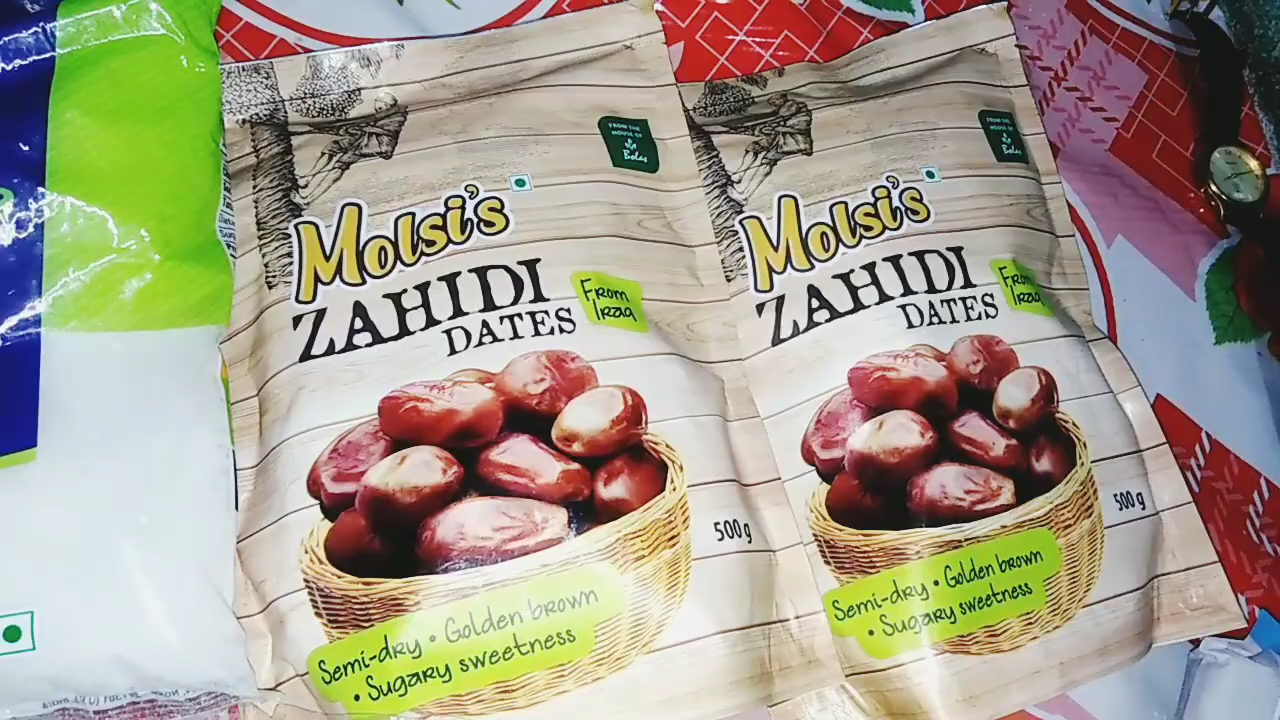 FROM THE
HOUSE OF
Bolas
Molsi's
ZAHIDI
DATES
From
Iraq
500g
Semi-dry • Golden brown
• Sugary sweetness
FROM THE
HOUSE OF
Bolas
Molsi's
ZAHIDI
DATES
From
Iraq
500g
Semi-dry • Golden brown
• Sugary sweetness